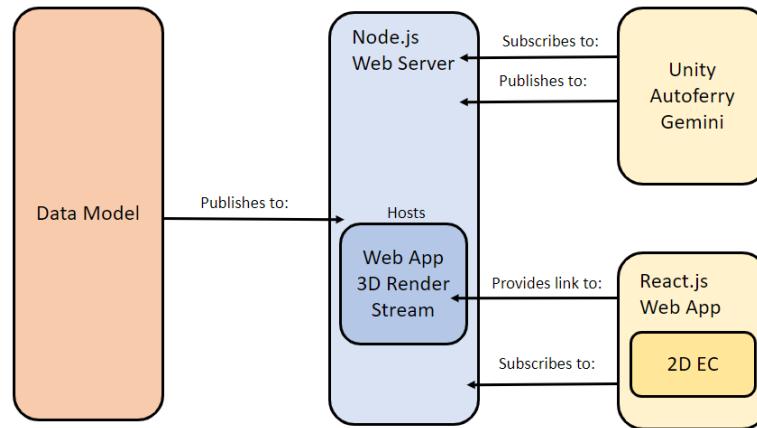 Data Model
Publishes to:
Node.js
Web Server
Hosts
Web App
3D Render
Stream
Subscribes to:
Publishes to:
Unity
Autoferry
Gemini
Provides link to:
Subscribes to:
React.js
Web App
2D EC